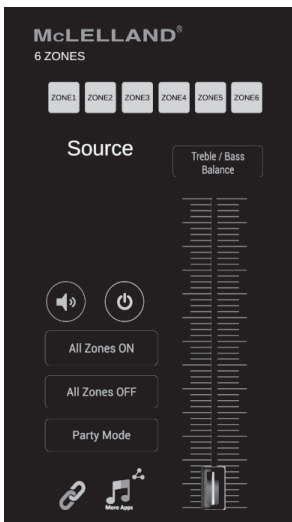 McLELLAND®
6 ZONES
ZONE1 ZONE2 ZONE3 ZONE4 ZONE5 ZONE6
Source
Treble / Bass
Balance
All Zones ON
All Zones OFF
Party Mode
More Apps